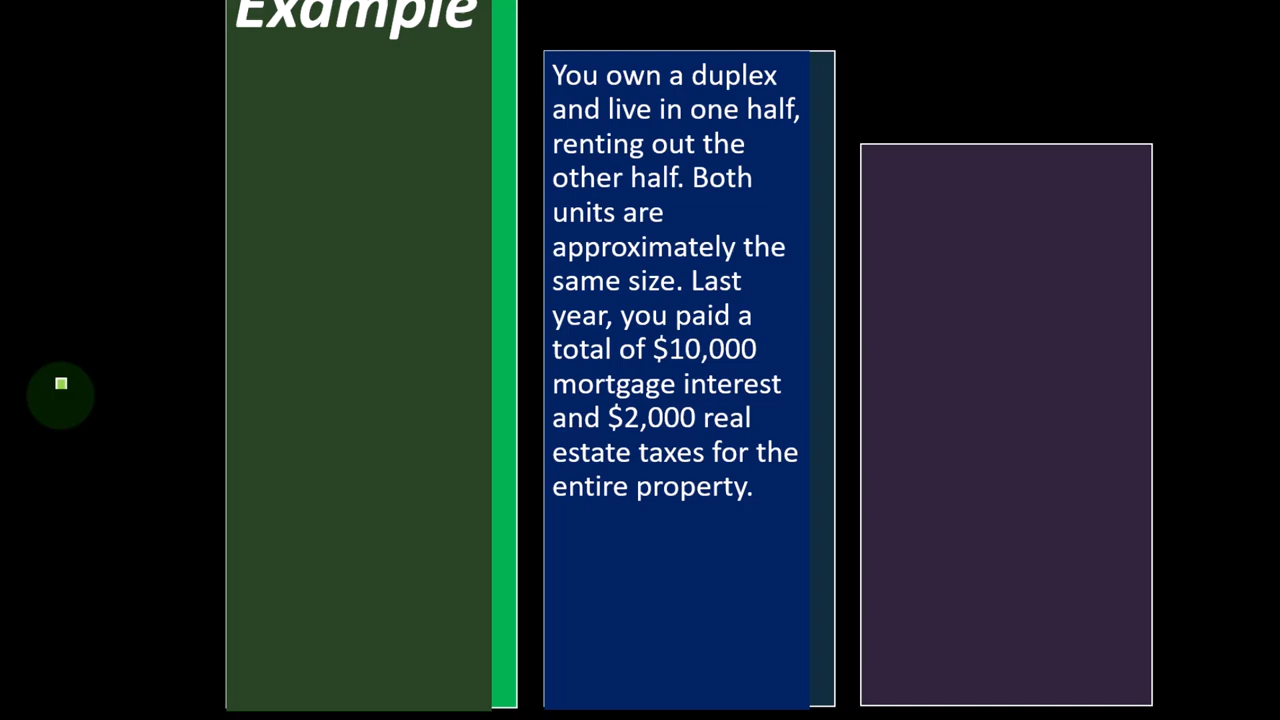 Example
You own a duplex
and live in one half,
renting out the
other half. Both
units are
approximately the
same size. Last
year, you paid a
total of $10,000
mortgage interest
and $2,000 real
estate taxes for the
entire property.